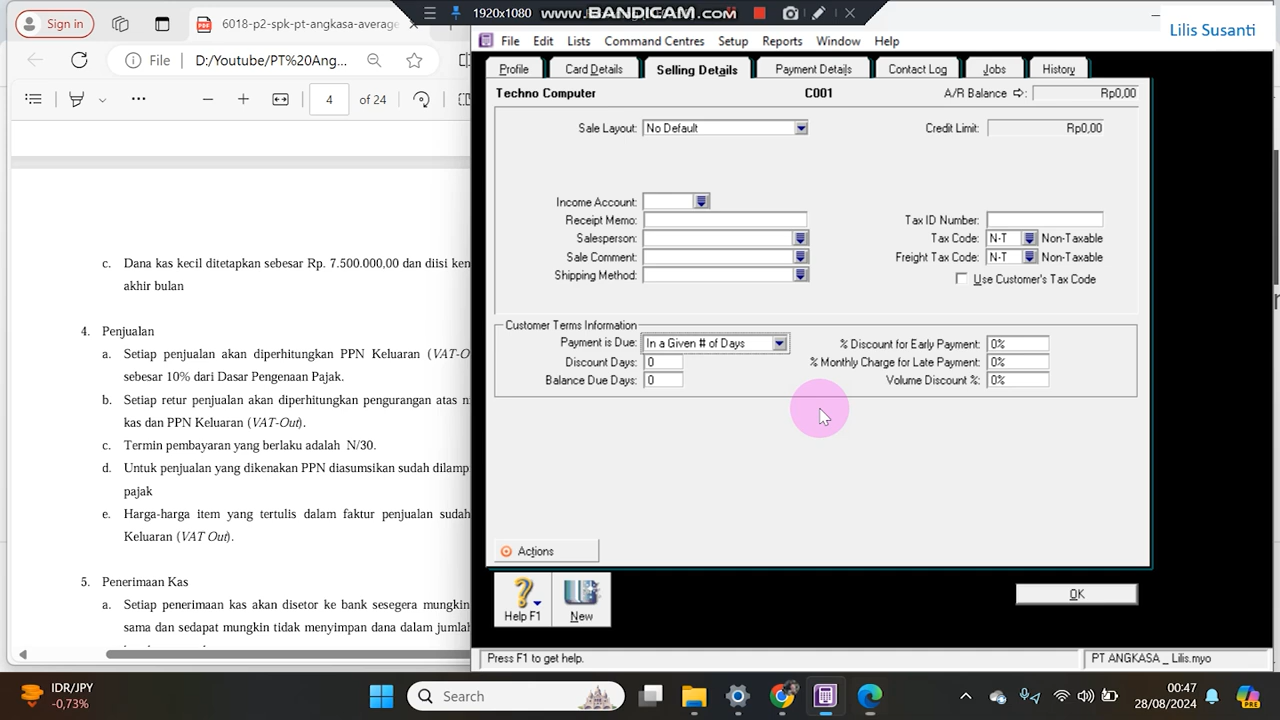 Sign in
6018-p2-spk-pt-angkasa-average
1920x1080
www.BANDICAM.com
Lilis Susanti
File
D:/Youtube/PT%20Ang...
4
of 24
File Edit Lists Command Centres Setup Reports Window Help
Profile Card Details Selling Details Payment Details Contact Log Jobs History
Techno Computer C001 A/R Balance : Rp0,00
Sale Layout: No Default Credit Limit: Rp0,00
Income Account:
Receipt Memo: Tax ID Number:
Salesperson: Tax Code: N-T Non-Taxable
Sale Comment: Freight Tax Code: N-T Non-Taxable
Shipping Method: Use Customer's Tax Code
Customer Terms Information
Payment is Due: In a Given # of Days % Discount for Early Payment: 0%
Discount Days: 0 % Monthly Charge for Late Payment: 0%
Balance Due Days: 0 Volume Discount %: 0%
Actions
Help F1 New OK
Press F1 to get help. PT ANGKASA _ Lilis.myo
c. Dana kas kecil ditetapkan sebesar Rp. 7.500.000,00 dan diisi
akhir bulan
4. Penjualan
a. Setiap penjualan akan diperhitungkan PPN Keluaran (VAT-O
sebesar 10% dari Dasar Pengenaan Pajak.
b. Setiap retur penjualan akan diperhitungkan pengurangan atas
kas dan PPN Keluaran (VAT-Out).
c. Termin pembayaran yang berlaku adalah N/30.
d. Untuk penjualan yang dikenakan PPN diasumsikan sudah
pajak
e. Harga-harga item yang tertulis dalam faktur penjualan
Keluaran (VAT Out).
5. Penerimaan Kas
a. Setiap penerimaan kas akan disetor ke bank sesegera mungkin
sama dan sedapat mungkin tidak menyimpan dana dalam jumlah
IDR/JPY
-0,73%
Search
00:47
28/08/2024
PRE